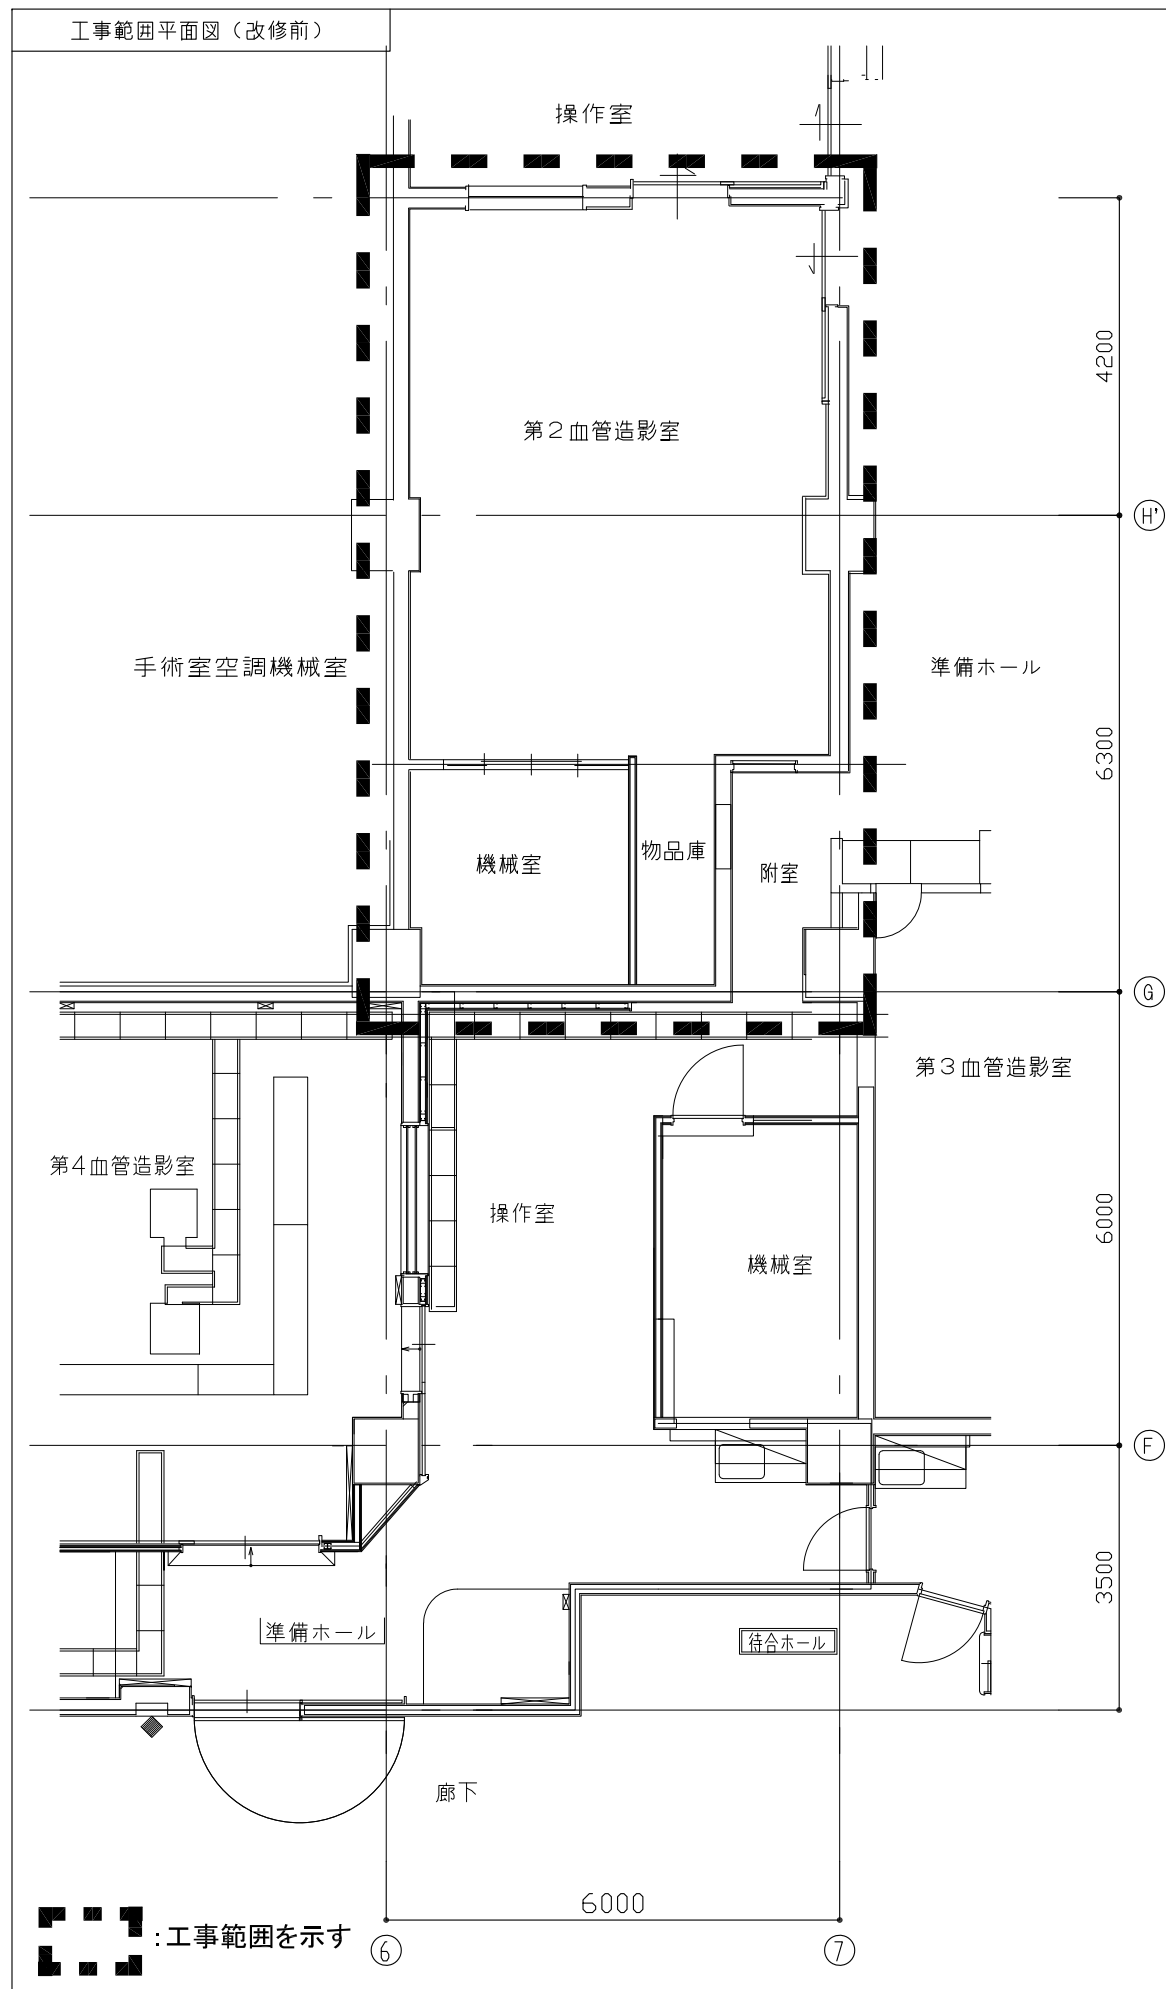 工事範囲平面図（改修前）
操作室
4200
第２血管造影室
H'
手術室空調機械室
準備ホール
6300
機械室
物品庫
附室
G
第３血管造影室
第４血管造影室
操作室
6000
機械室
F
3500
準備ホール
待合ホール
廊下
6000
:工事範囲を示す
6
7